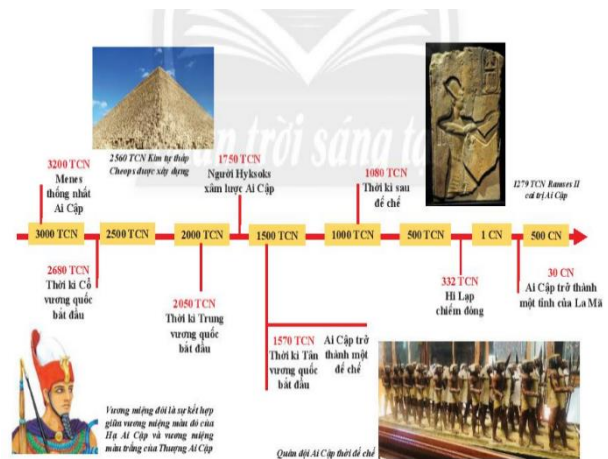 chân trời sáng tạo
2560 TCN Kim tự tháp
Cheops được xây dựng
3200 TCN
Menes
thống nhất
Ai Cập
1750 TCN
Người Hyksoks
xâm lược Ai Cập
1080 TCN
Thời kì sau
đế chế
1279 TCN Ramses II
cai trị Ai Cập
3000 TCN
2500 TCN
2000 TCN
1500 TCN
1000 TCN
500 TCN
1 CN
500 CN
2680 TCN
Thời kì Cổ
vương quốc
bắt đầu
2050 TCN
Thời kì Trung
vương quốc
bắt đầu
1570 TCN
Thời kì Tân
vương quốc
bắt đầu
Ai Cập trở
thành một
đế chế
332 TCN
Hi Lạp
chiếm đóng
30 CN
Ai Cập trở thành
một tỉnh của La Mã
Vương miệng đôi là sự kết hợp
giữa vương miệng màu đỏ của
Hạ Ai Cập và vương miệng
màu trắng của Thượng Ai Cập
Quân đội Ai Cập thời đế chế